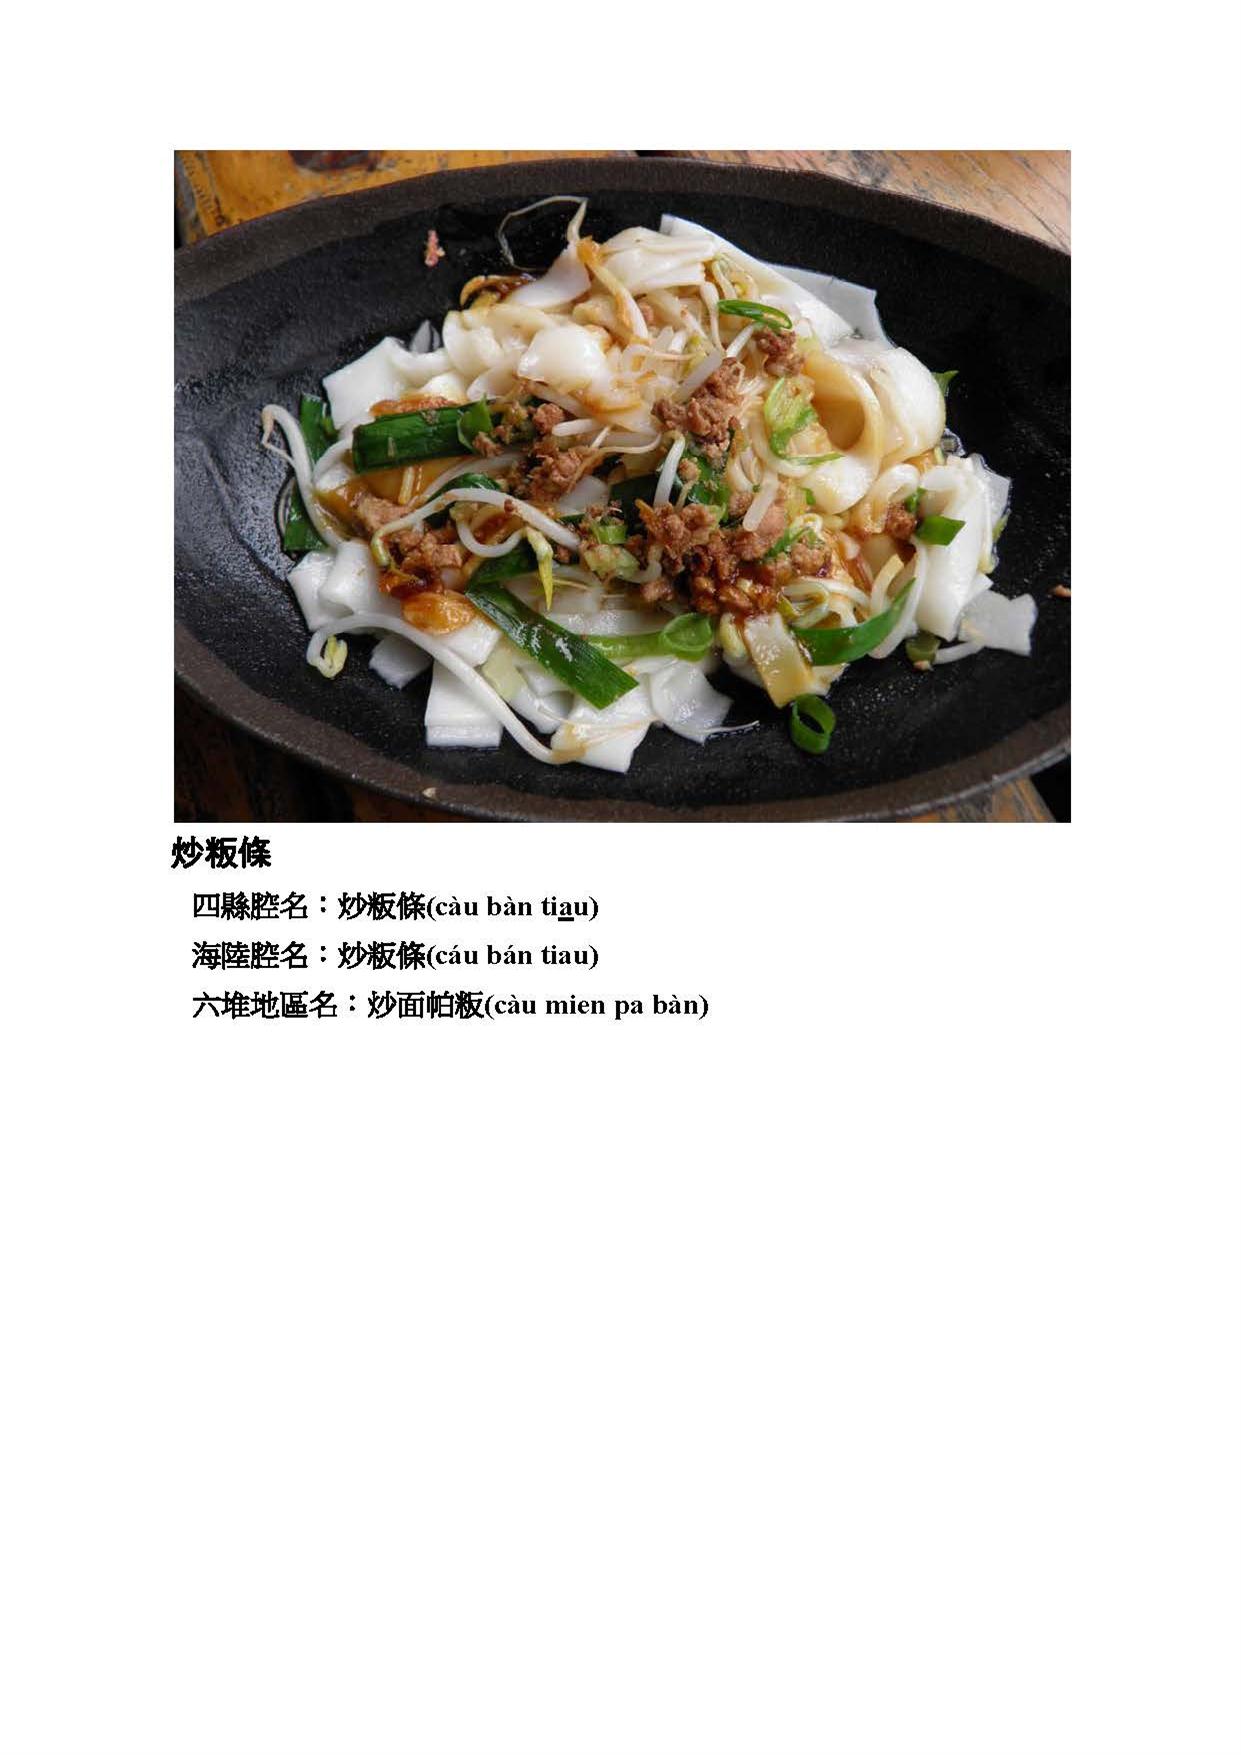 炒粄條
四縣腔名：炒粄條(càu bàn tiau)
海陸腔名：炒粄條(cáu bán tiau)
六堆地區名：炒面帕粄(càu mien pa bàn)